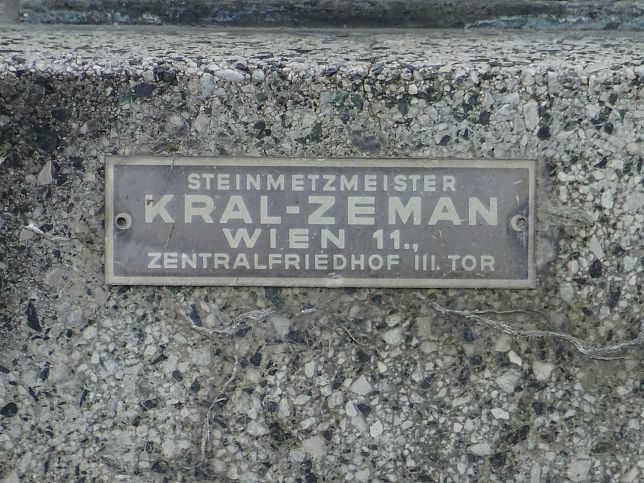 STEINMETZMEISTER
KRAL-ZEMAN
WIEN 11.,
ZENTRALFRIEDHOF III. TOR